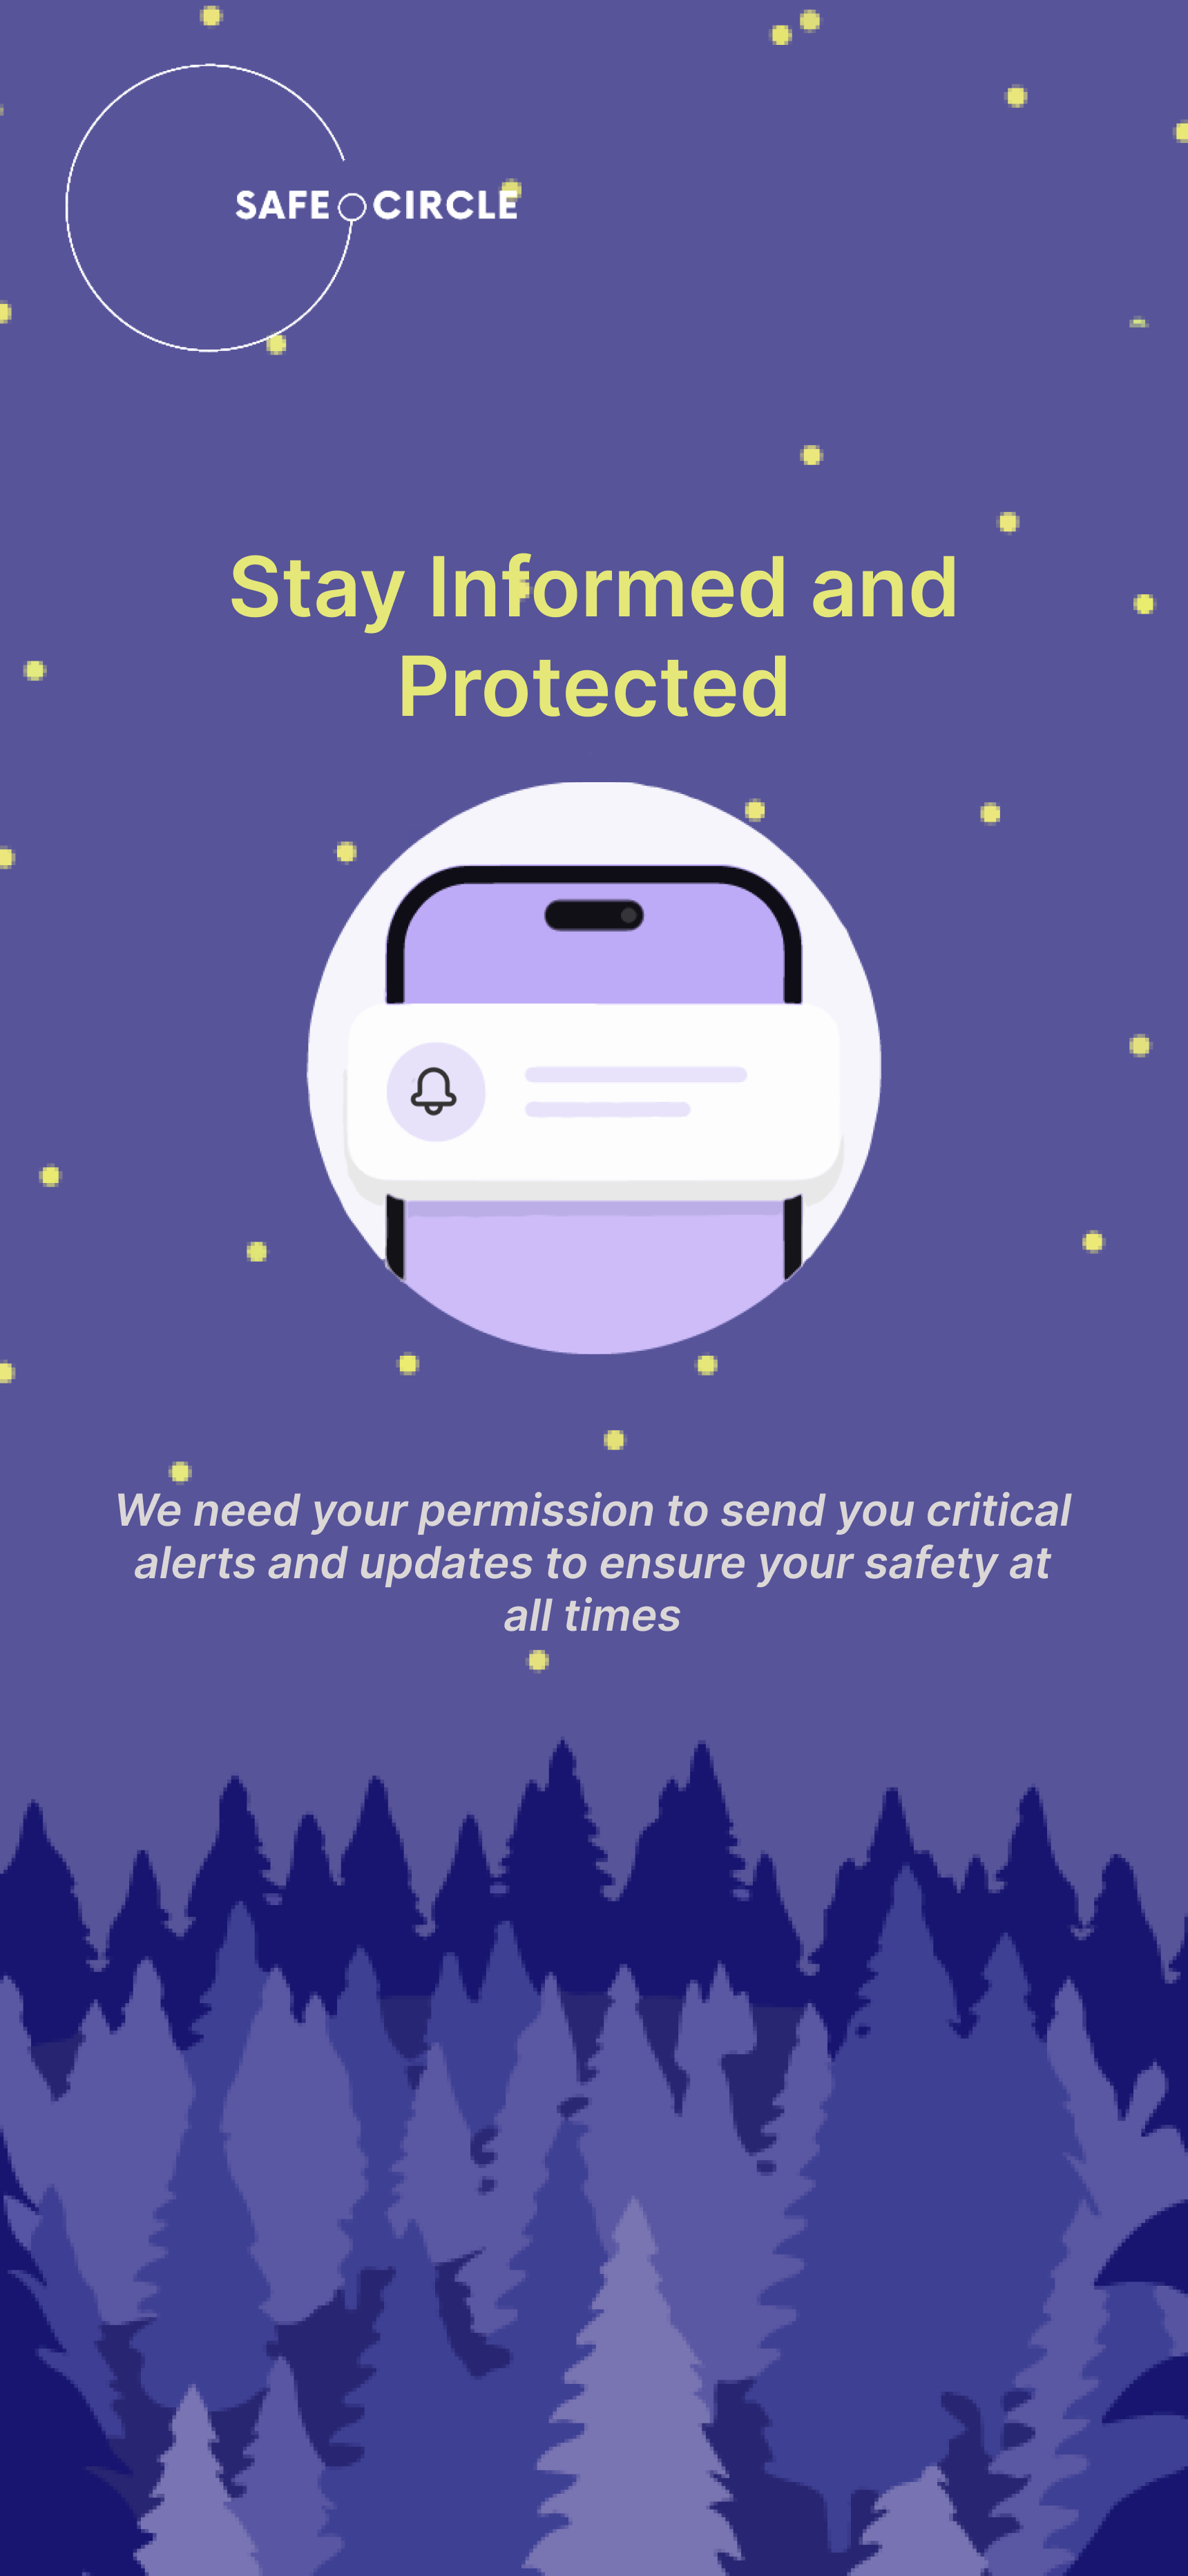 SAFE CIRCLE
Stay Informed and
Protected
We need your permission to send you critical
alerts and updates to ensure your safety at
all times